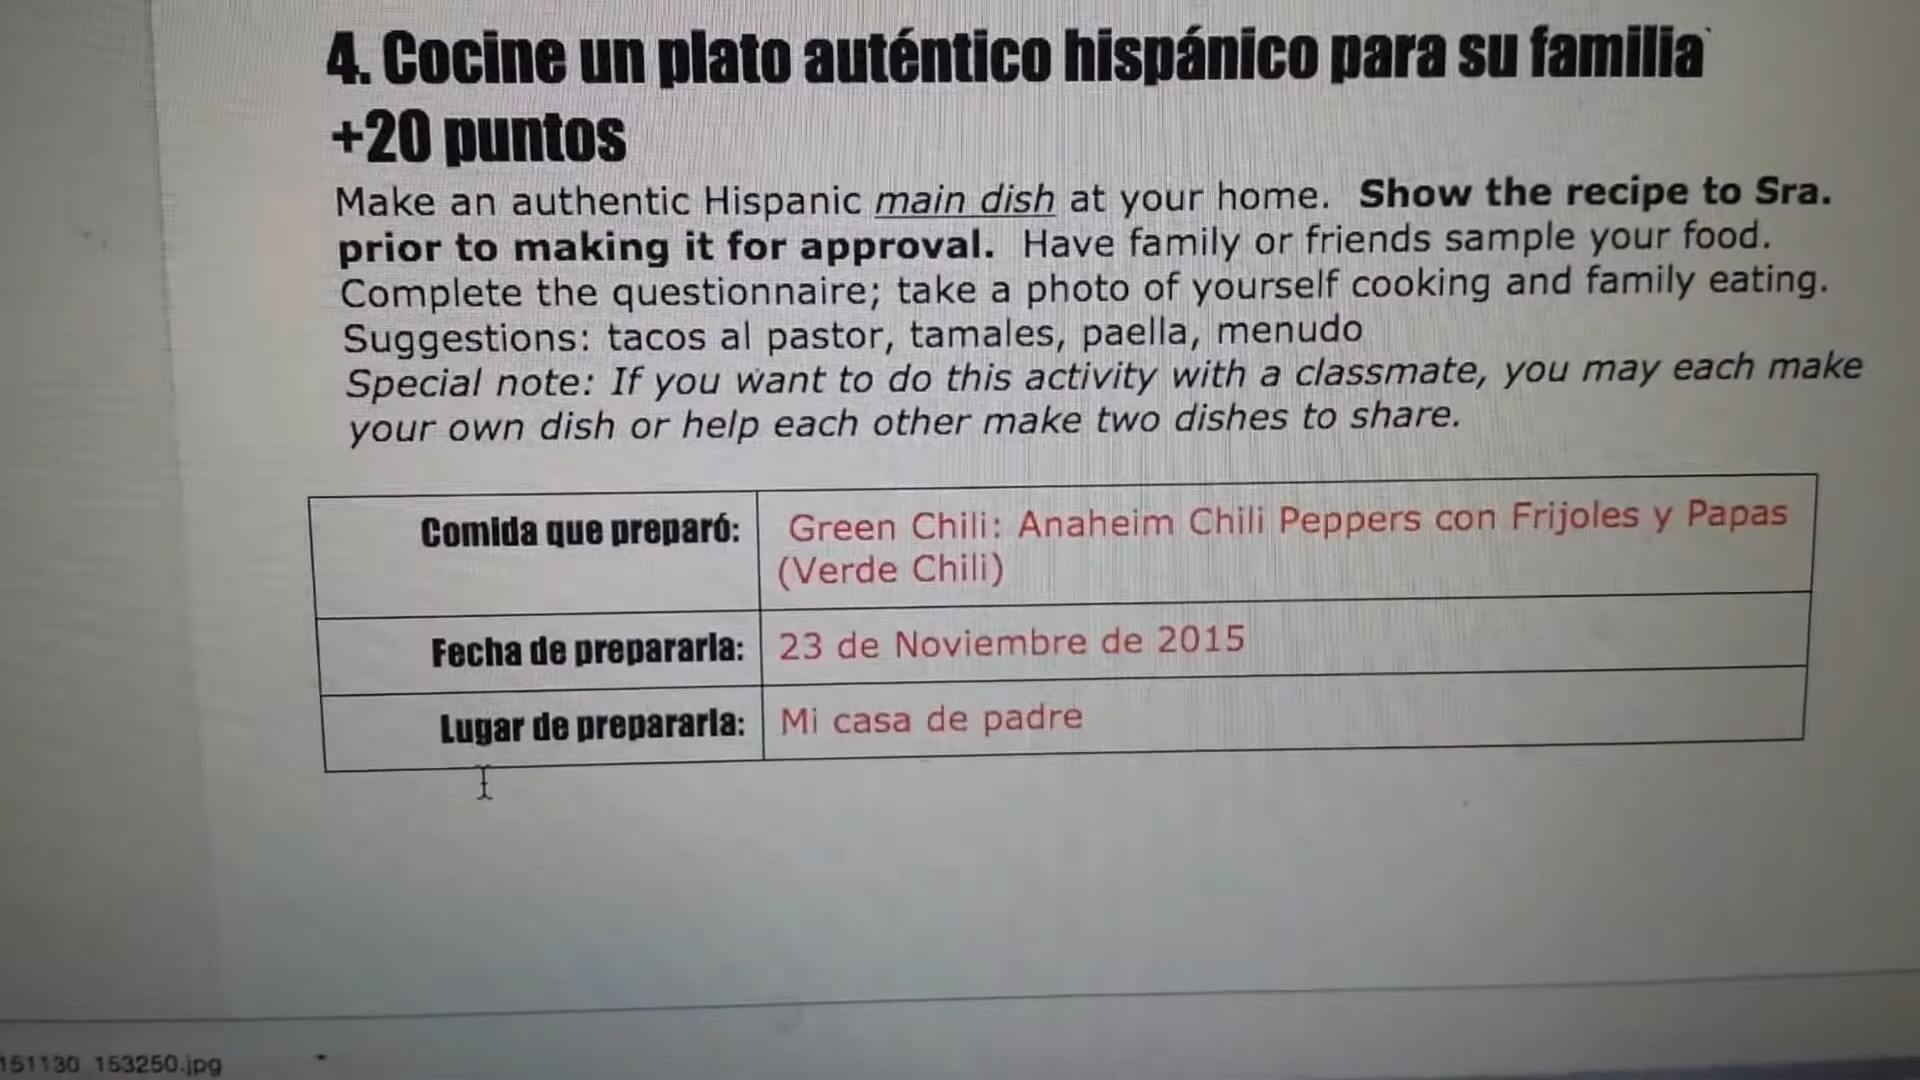 4. Cocine un plato auténtico hispánico para su familia
+20 puntos
Make an authentic Hispanic main dish at your home. Show the recipe to Sra.
prior to making it for approval. Have family or friends sample your food.
Complete the questionnaire; take a photo of yourself cooking and family eating.
Suggestions: tacos al pastor, tamales, paella, menudo
Special note: If you want to do this activity with a classmate, you may each make
your own dish or help each other make two dishes to share.
Comida que preparó: Green Chili: Anaheim Chili Peppers con Frijoles y Papas
(Verde Chili)
Fecha de prepararla: 23 de Noviembre de 2015
Lugar de prepararla: Mi casa de padre
151130 153250.jpg